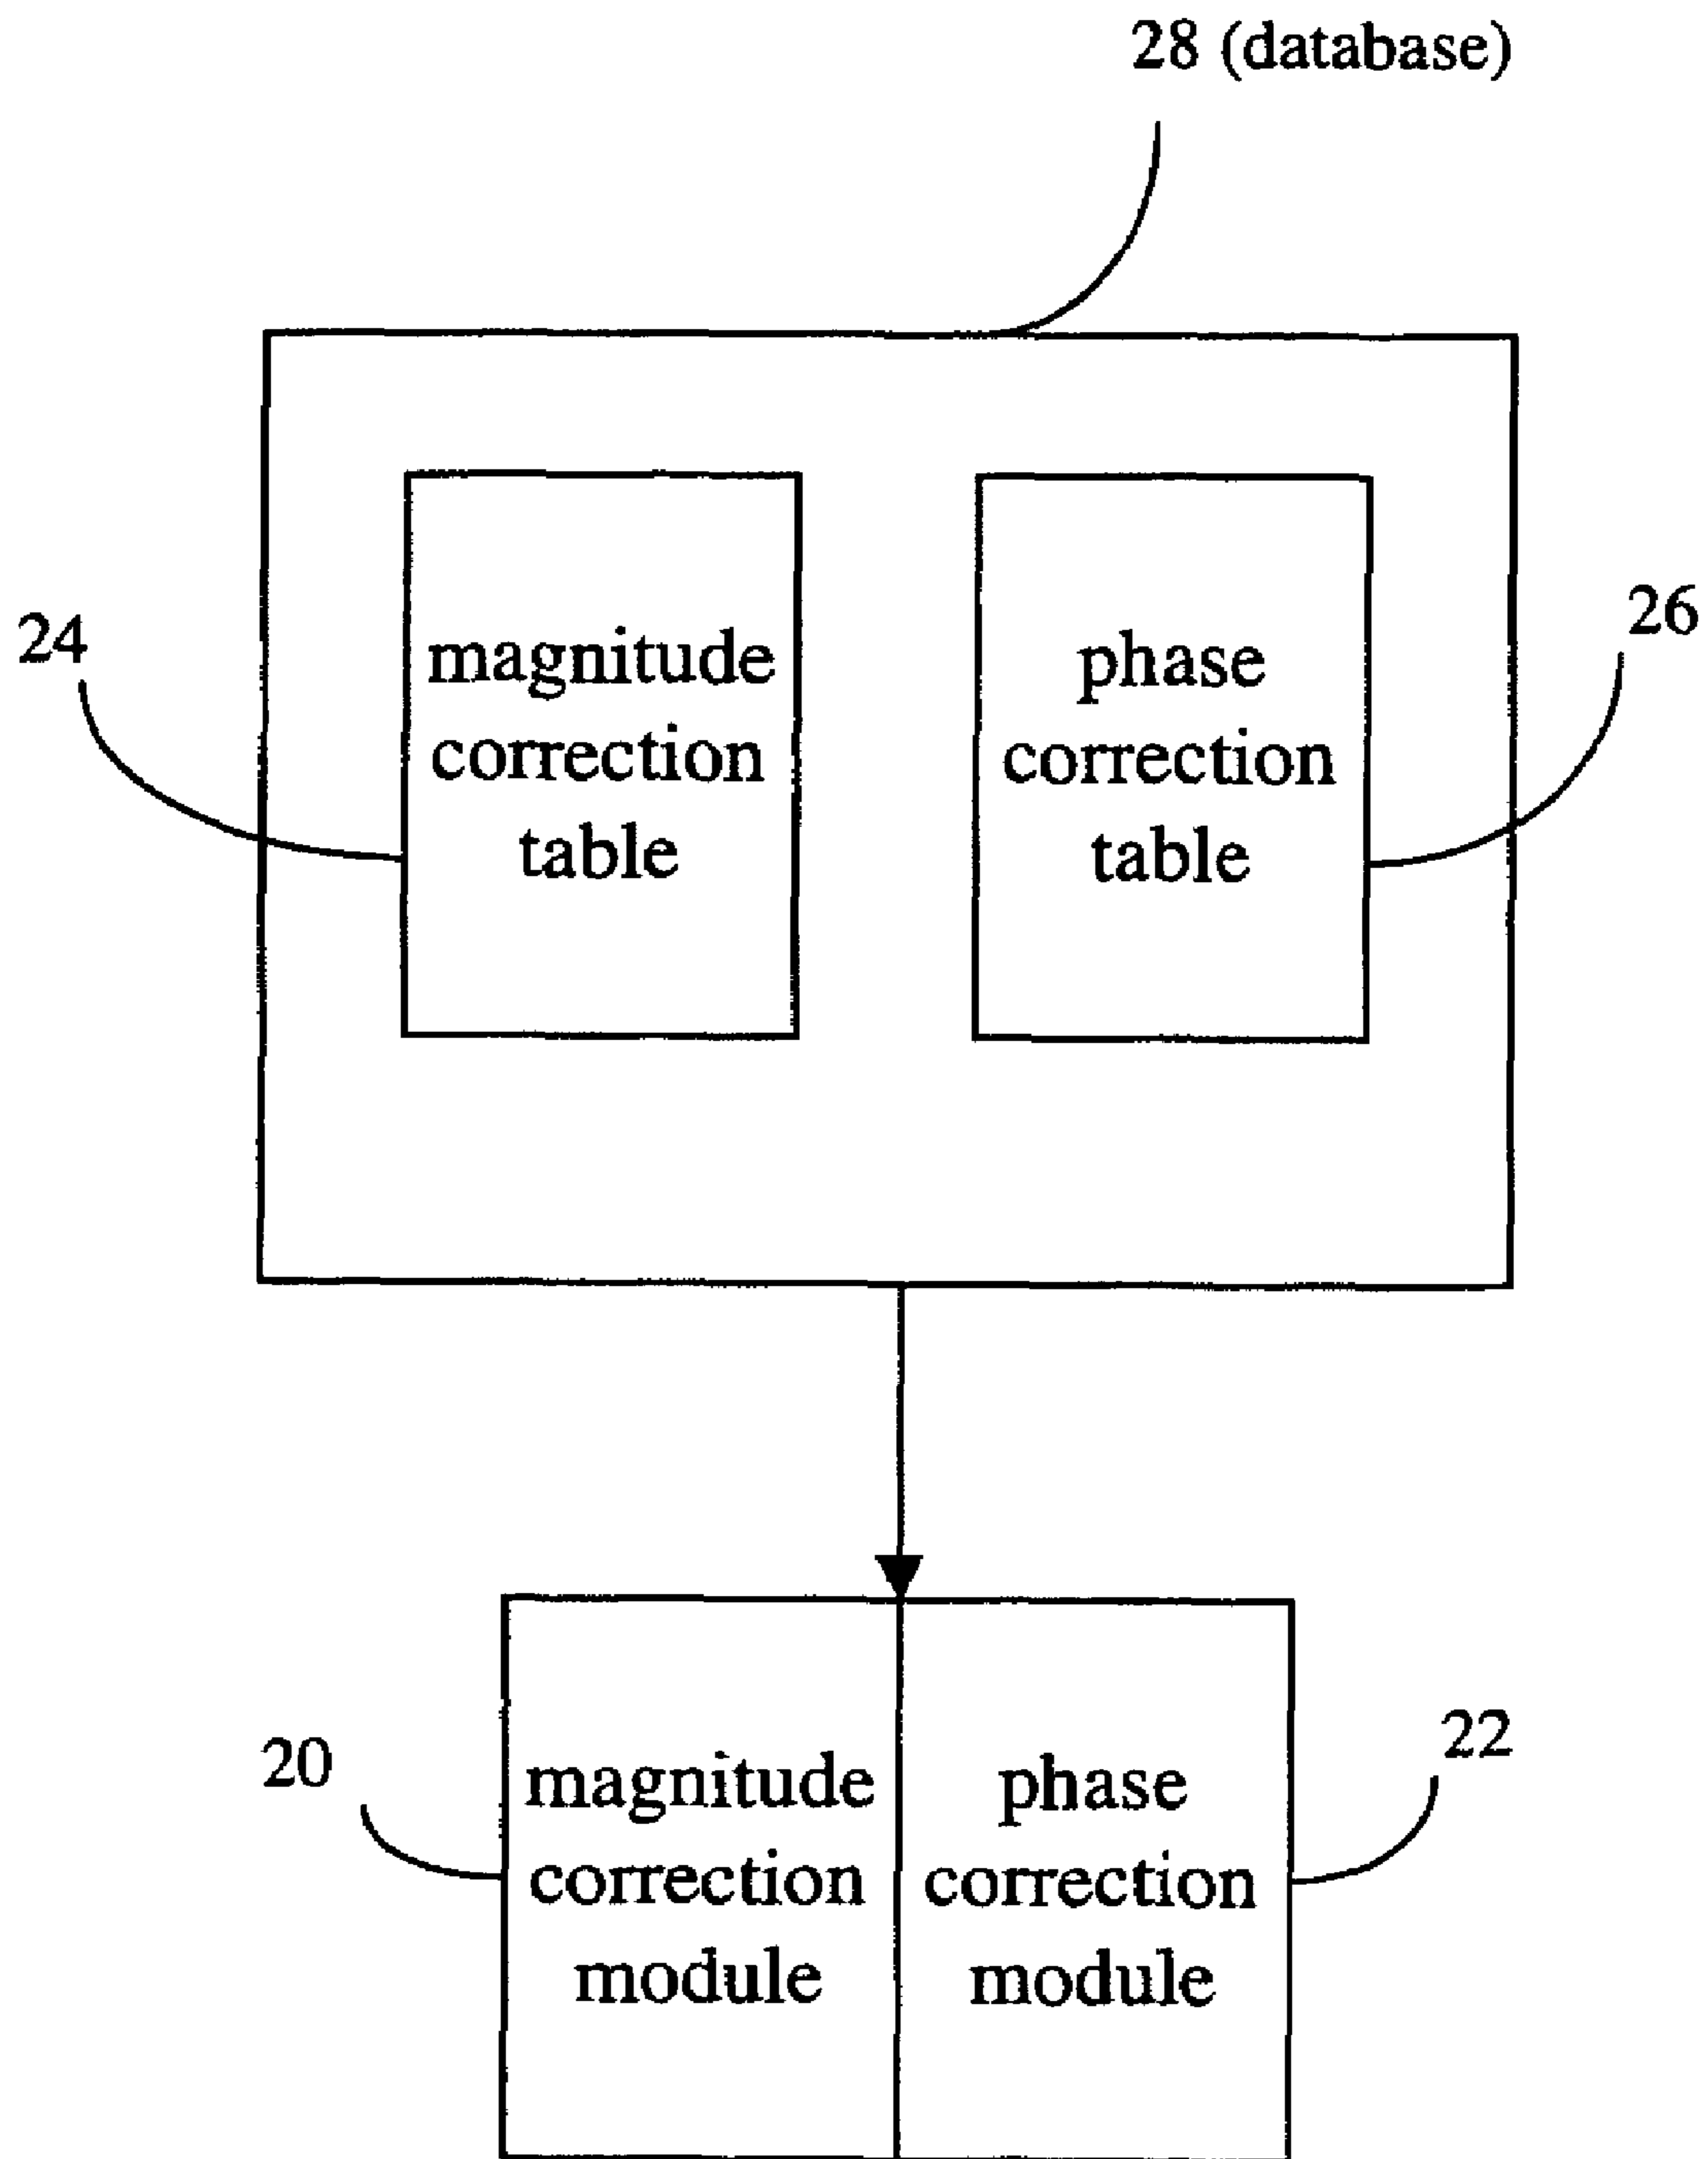 28 (database)
24
magnitude
correction
table
phase
correction
table
26
20
magnitude
correction
module
phase
correction
module
22